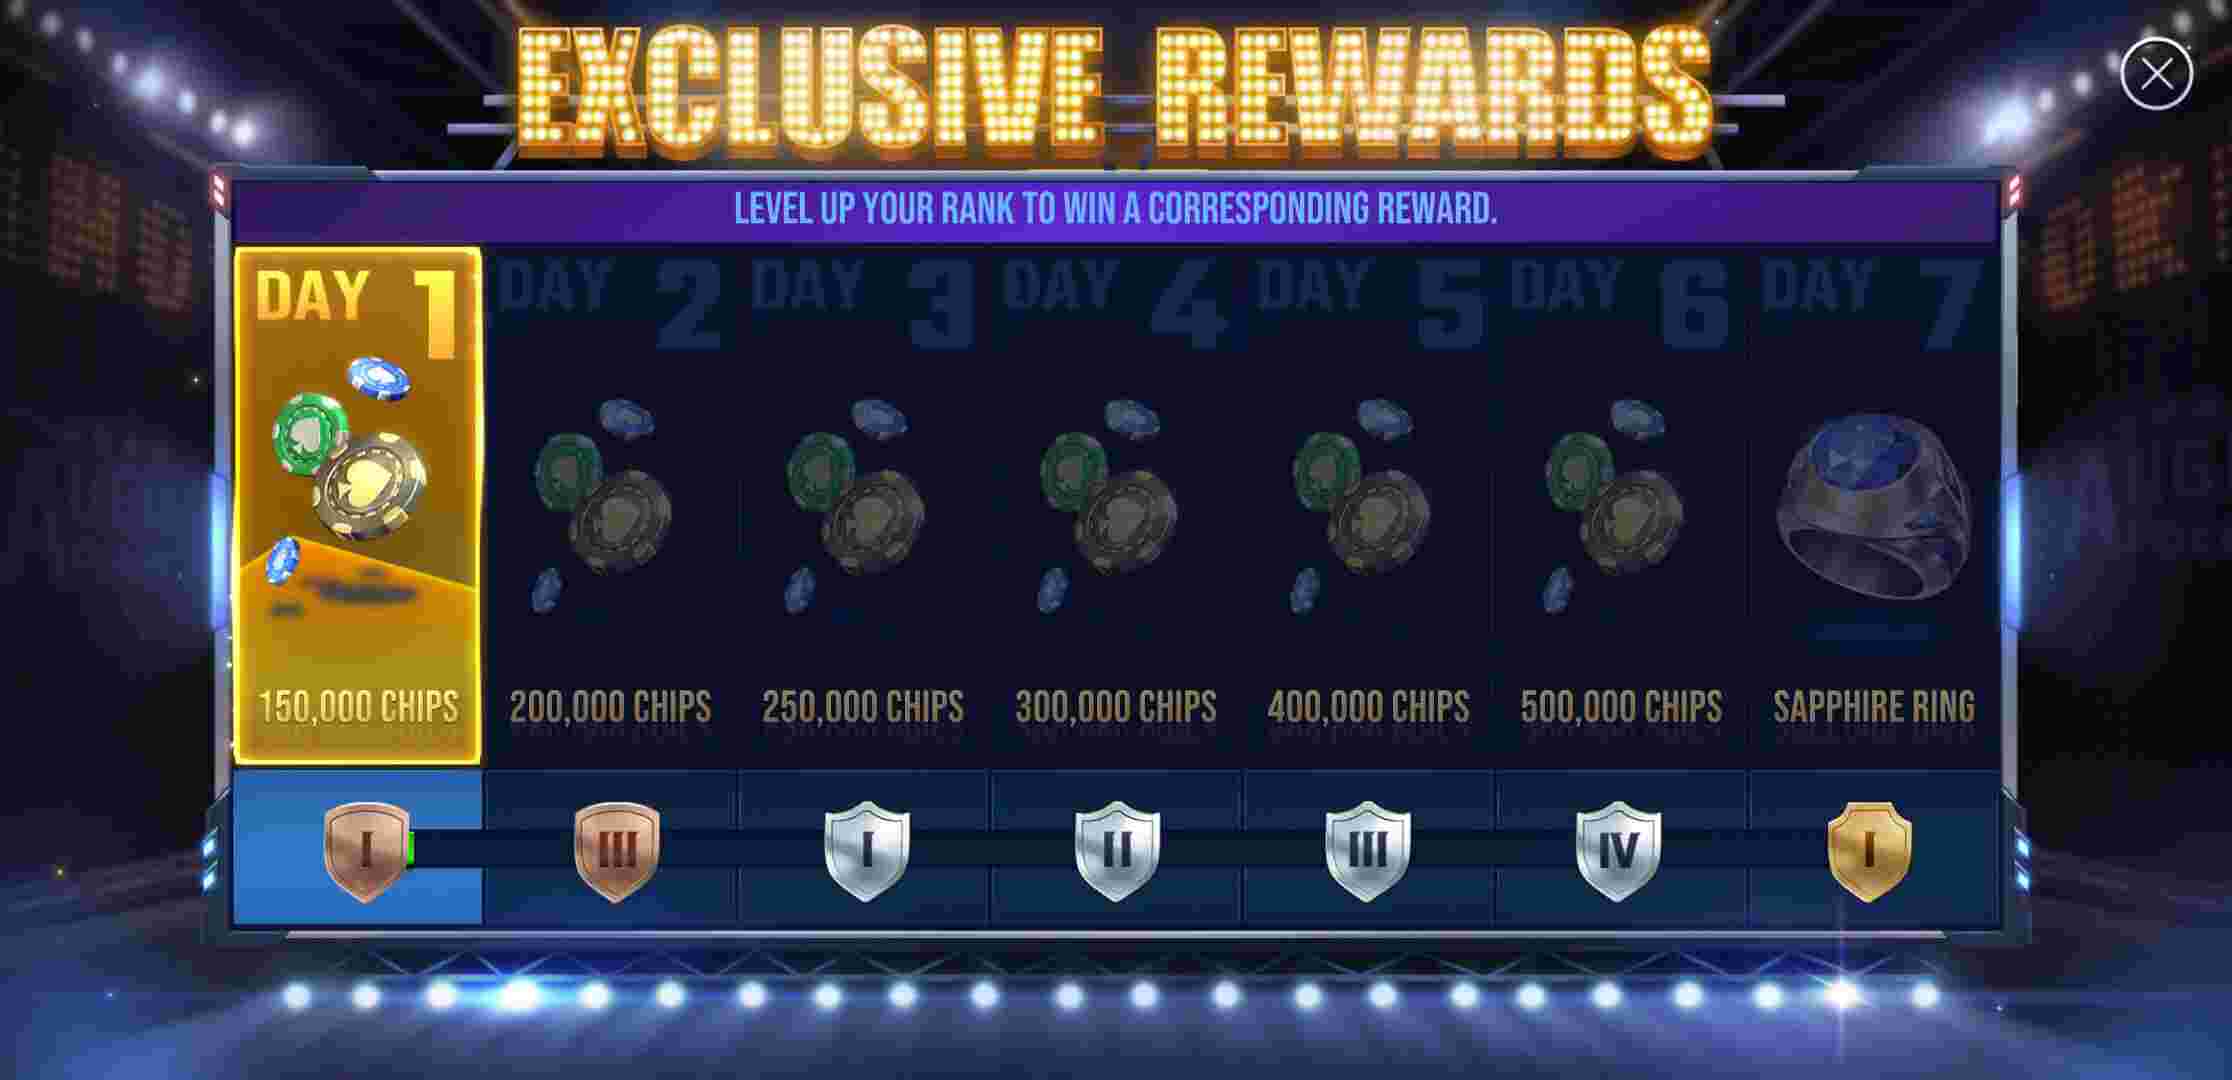 EXCLUSIVE REWARDS
LEVEL UP YOUR RANK TO WIN A CORRESPONDING REWARD.
DAY 1
DAY 2
DAY 3
DAY 4
DAY 5
DAY 6
DAY 7
150,000 CHIPS
200,000 CHIPS
250,000 CHIPS
300,000 CHIPS
400,000 CHIPS
500,000 CHIPS
SAPPHIRE RING
I
III
I
II
III
IV
I